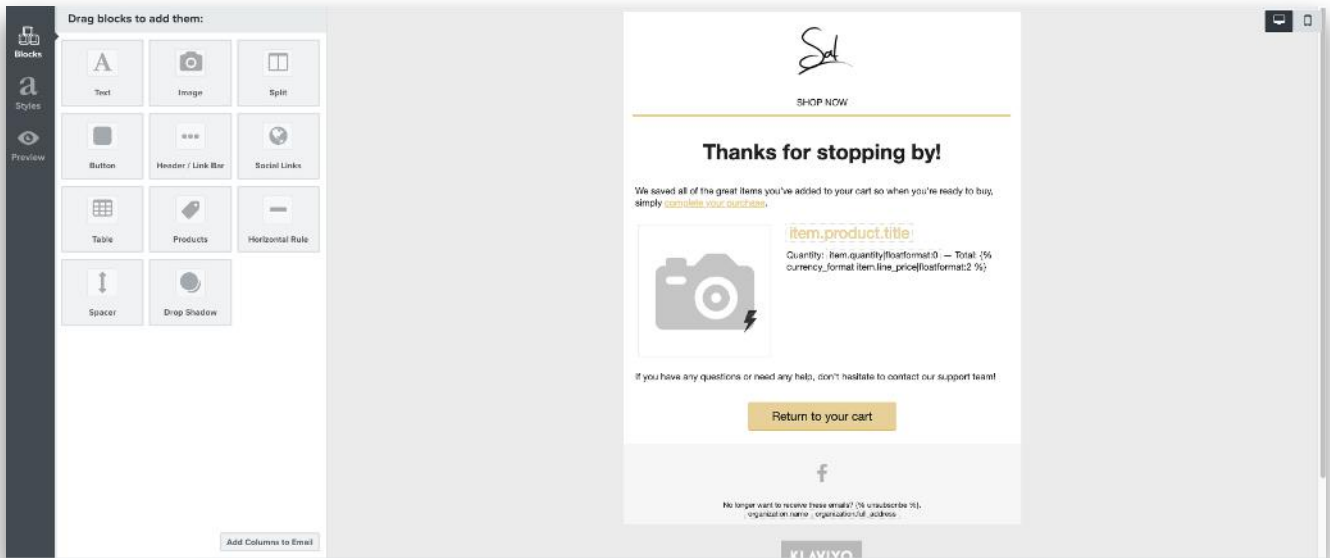 Drag blocks to add them:
Blocks
Styles
Preview
Text
Image
Split
Button
Header / Link Bar
Social Links
Table
Products
Horizontal Rule
Spacer
Drop Shadow
Add Columns to Email
Sal
SHOP NOW
Thanks for stopping by!
We saved all of the great items you've added to your cart so when you're ready to buy,
simply complete your purchase.
item.product.title
Quantity: item.quantity|floatformat:0 — Total: {%
currency_format item.line_price|floatformat:2 %}
If you have any questions or need any help, don't hesitate to contact our support team!
Return to your cart
No longer want to receive these emails? {% unsubscribe %}.
organization.name organization.full_address
KLAVIYO